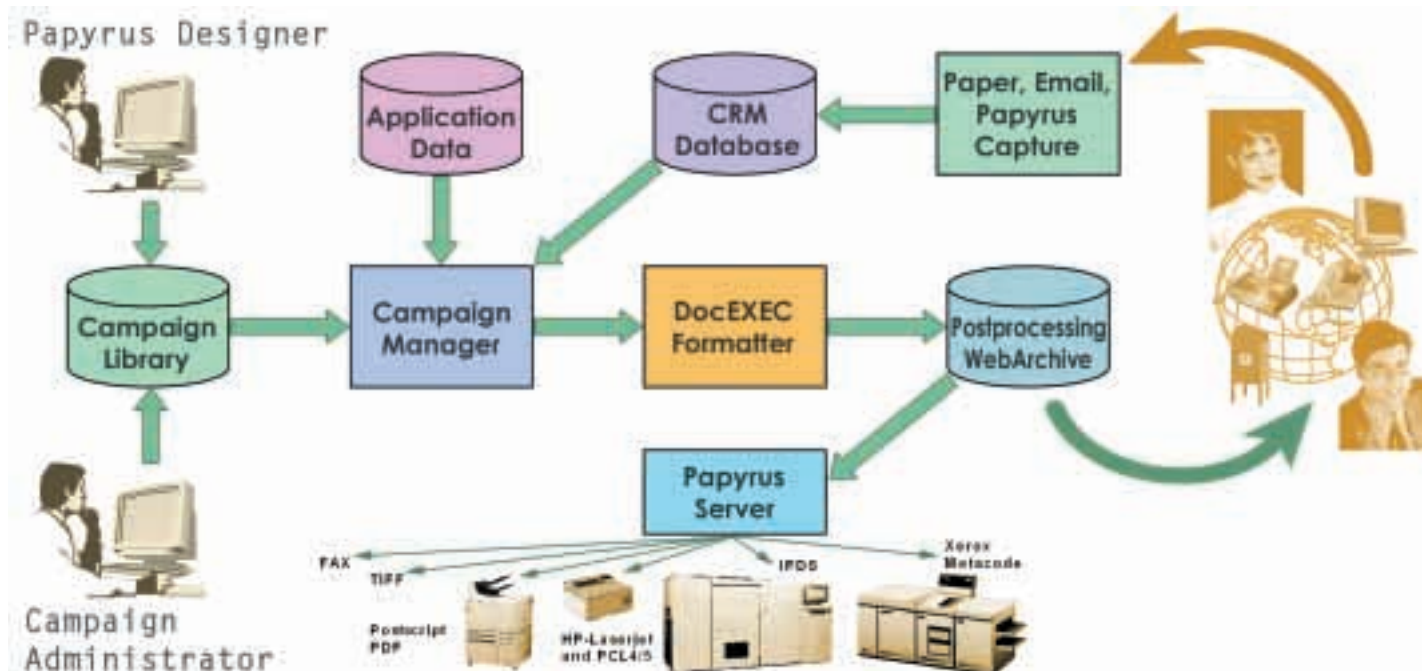 Papyrus Designer
Application
Data
CRM
Database
Paper, Email,
Papyrus
Capture
Campaign
Library
Campaign
Manager
DocEXEC
Formatter
Postprocessing
WebArchive
Papyrus
Server
FAX
TIFF
Postscript
PDF
HP-Laserjet
and PCL4/5
IPDS
Xerox
Metacode
Campaign
Administrator